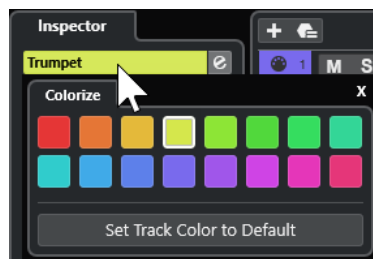 Inspector
Trumpet e
1 M S
Colorize X
Set Track Color to Default